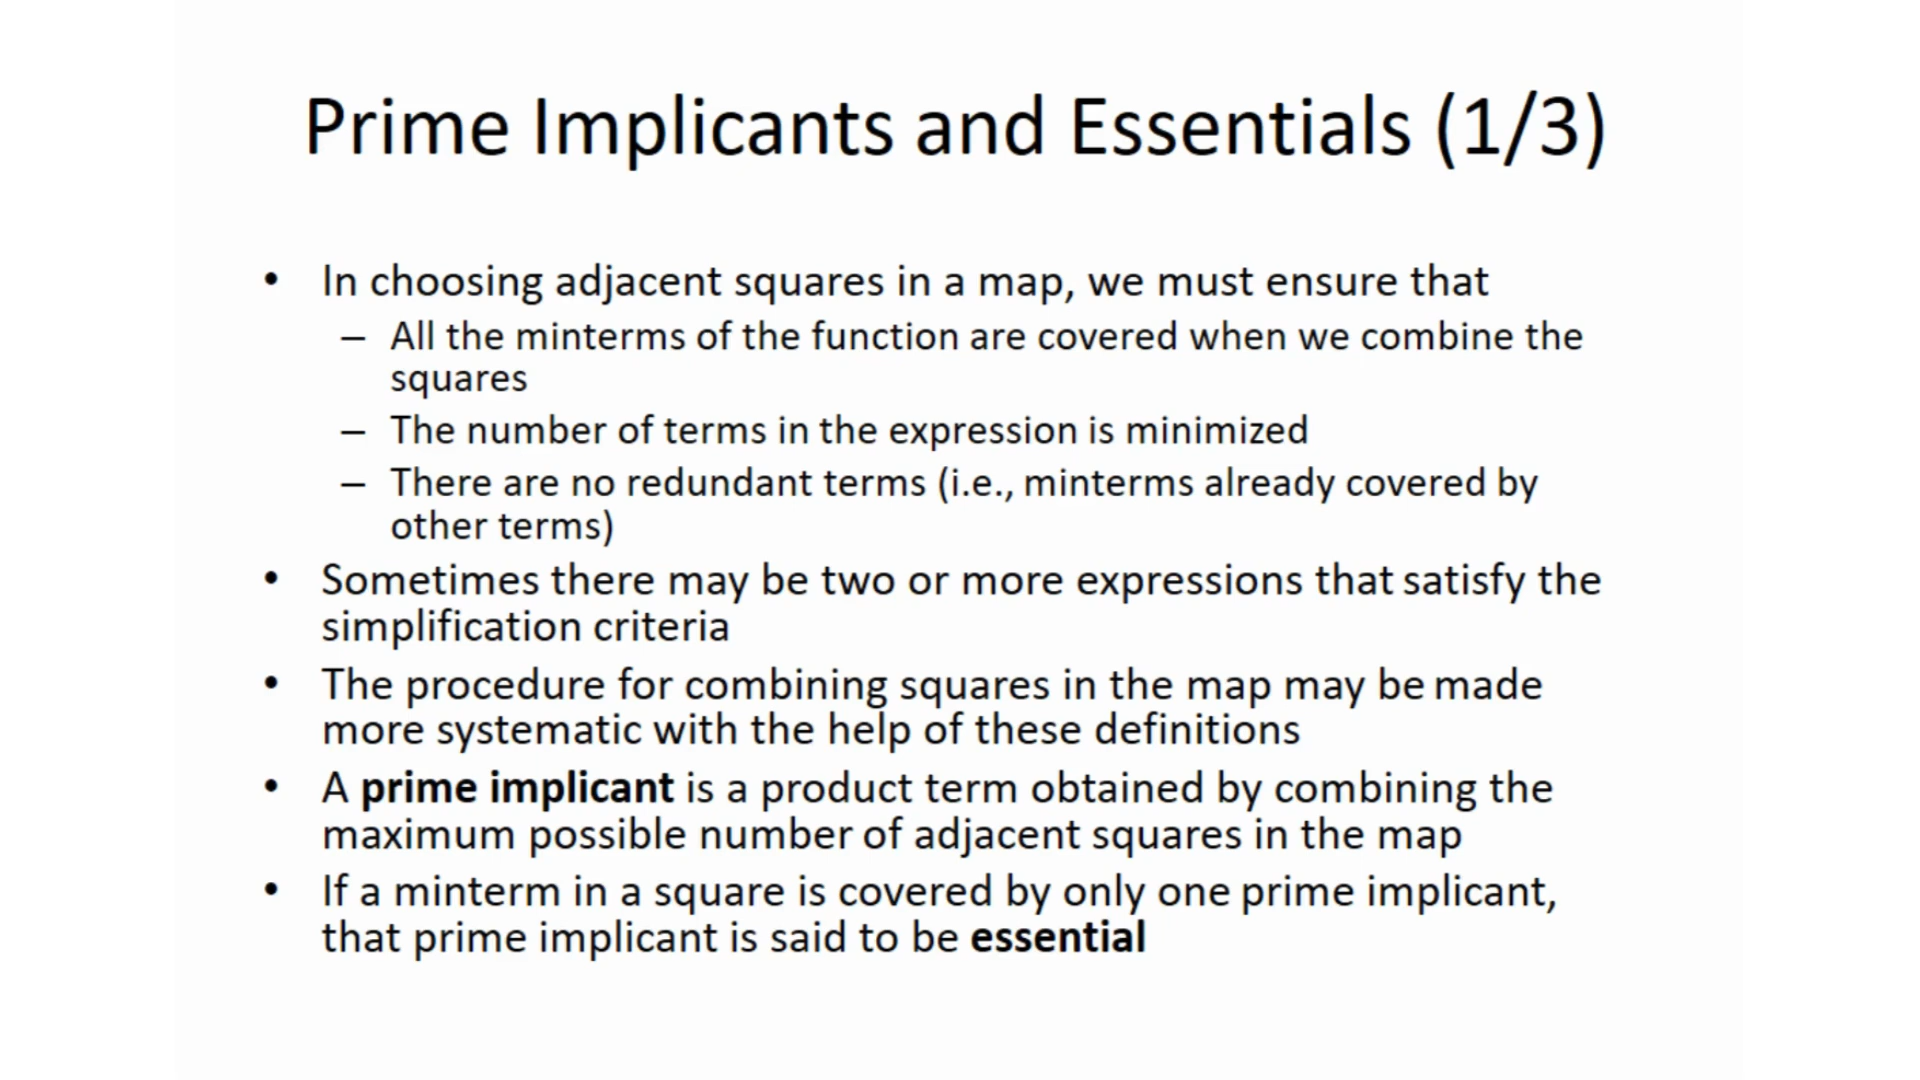 Prime Implicants and Essentials (1/3)
• In choosing adjacent squares in a map, we must ensure that
– All the minterms of the function are covered when we combine the
squares
– The number of terms in the expression is minimized
– There are no redundant terms (i.e., minterms already covered by
other terms)
• Sometimes there may be two or more expressions that satisfy the
simplification criteria
• The procedure for combining squares in the map may be made
more systematic with the help of these definitions
• A prime implicant is a product term obtained by combining the
maximum possible number of adjacent squares in the map
• If a minterm in a square is covered by only one prime implicant,
that prime implicant is said to be essential